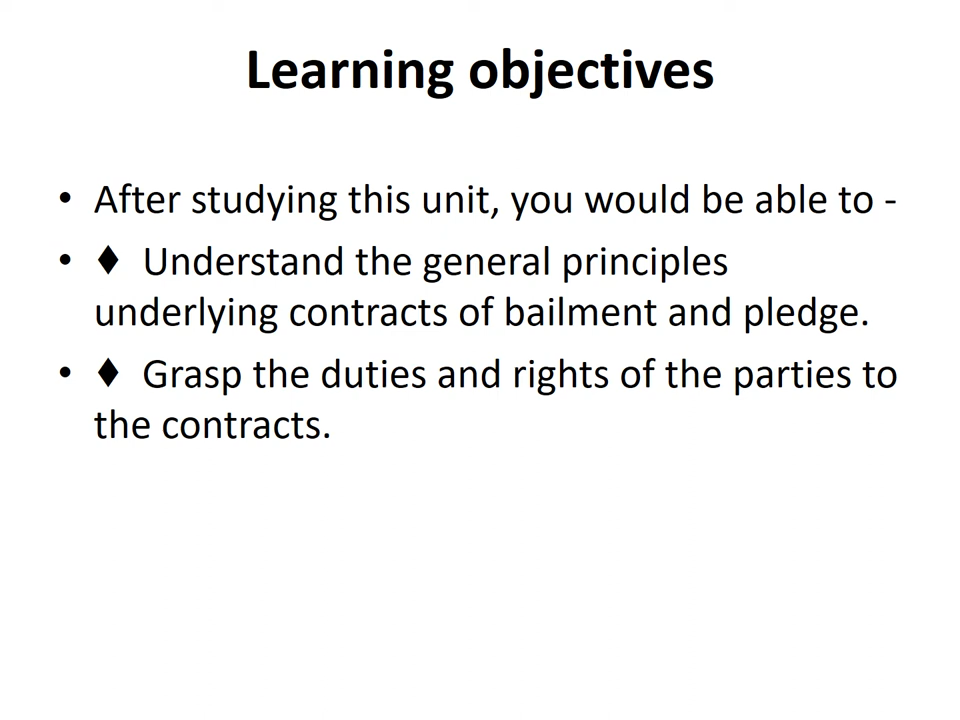 Learning objectives
• After studying this unit, you would be able to -
• ♦ Understand the general principles
underlying contracts of bailment and pledge.
• ♦ Grasp the duties and rights of the parties to
the contracts.